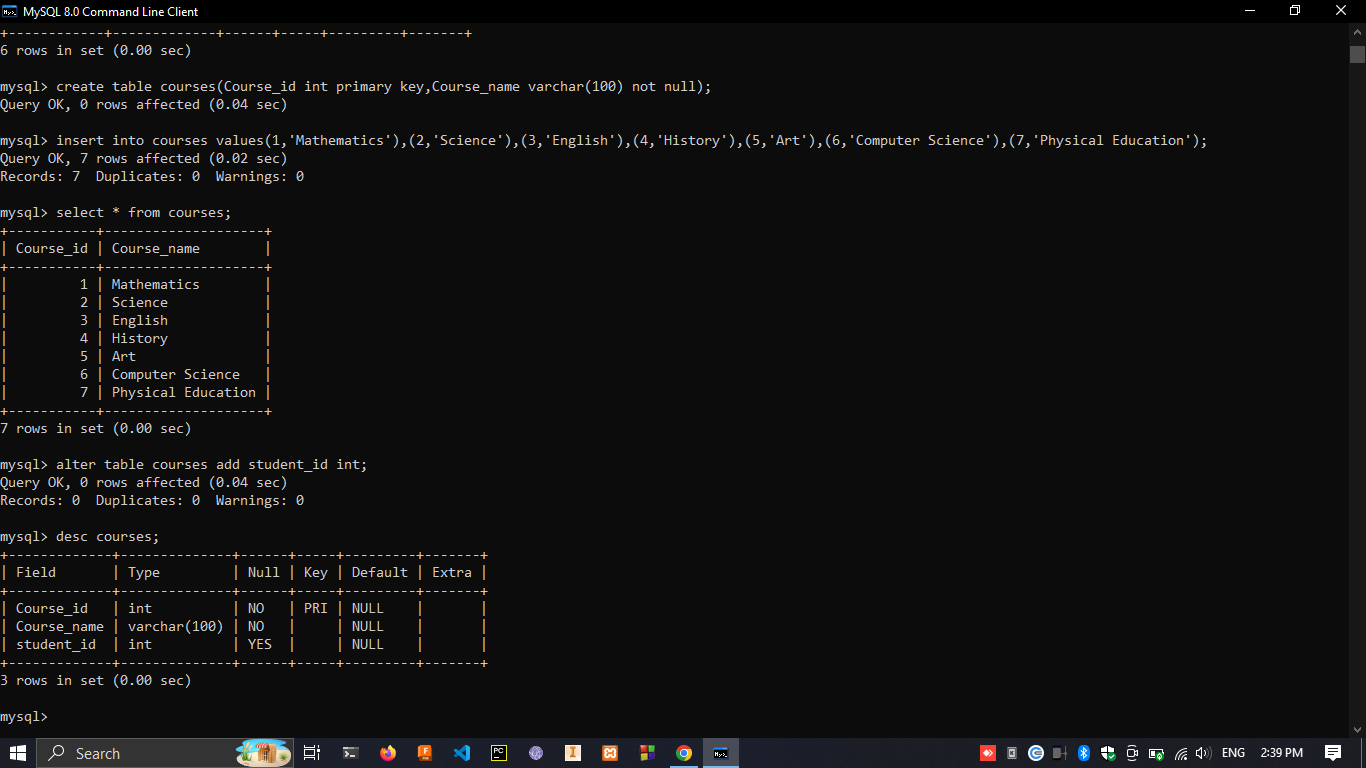 MySQL 8.0 Command Line Client
+------------+-------------+------+-----+---------+-------+
6 rows in set (0.00 sec)
mysql> create table courses(Course_id int primary key,Course_name varchar(100) not null);
Query OK, 0 rows affected (0.04 sec)
mysql> insert into courses values(1,'Mathematics'),(2,'Science'),(3,'English'),(4,'History'),(5,'Art'),(6,'Computer Science'),(7,'Physical Education');
Query OK, 7 rows affected (0.02 sec)
Records: 7  Duplicates: 0  Warnings: 0
mysql> select * from courses;
+-----------+--------------------+
| Course_id | Course_name        |
+-----------+--------------------+
|         1 | Mathematics        |
|         2 | Science            |
|         3 | English            |
|         4 | History            |
|         5 | Art                |
|         6 | Computer Science   |
|         7 | Physical Education |
+-----------+--------------------+
7 rows in set (0.00 sec)
mysql> alter table courses add student_id int;
Query OK, 0 rows affected (0.04 sec)
Records: 0  Duplicates: 0  Warnings: 0
mysql> desc courses;
+-------------+--------------+------+-----+---------+-------+
| Field       | Type         | Null | Key | Default | Extra |
+-------------+--------------+------+-----+---------+-------+
| Course_id   | int          | NO   | PRI | NULL    |       |
| Course_name | varchar(100) | NO   |     | NULL    |       |
| student_id  | int          | YES  |     | NULL    |       |
+-------------+--------------+------+-----+---------+-------+
3 rows in set (0.00 sec)
mysql>
Search
PC
ENG
2:39 PM